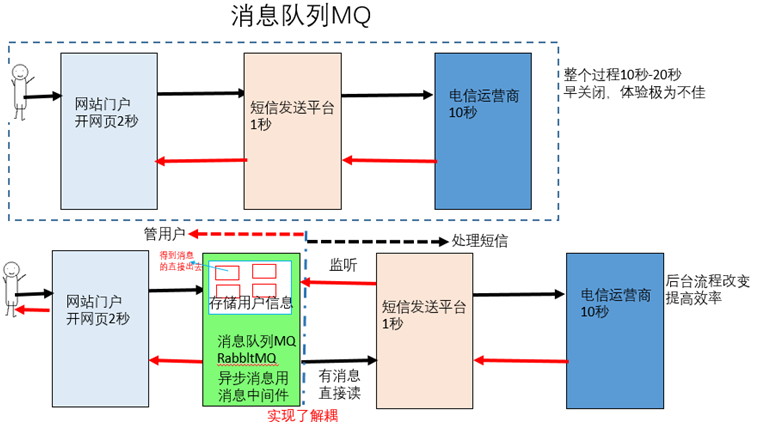 消息队列MQ
网站门户
开网页2秒
短信发送平台
1秒
电信运营商
10秒
整个过程10秒-20秒
早关闭，体验极为不佳
管用户
处理短信
得到消息
的直接出去
存储用户信息
监听
网站门户
开网页2秒
消息队列MQ
RabbltMQ
异步消息用
消息中间件
有消息
直接读
短信发送平台
1秒
电信运营商
10秒
后台流程改变
提高效率
实现了解耦